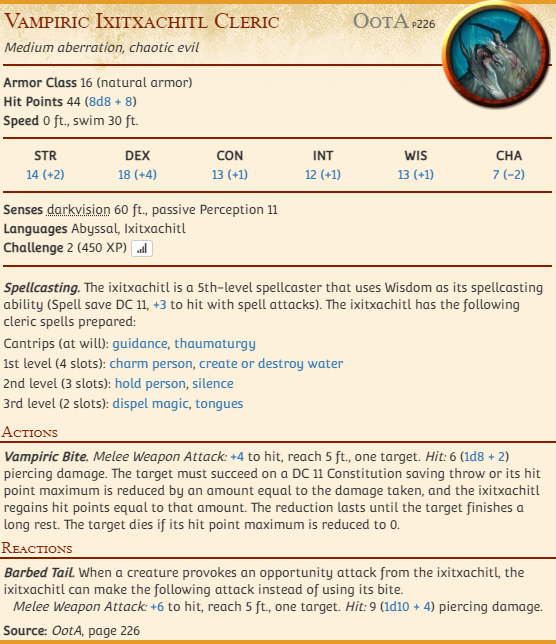 Vampiric Ixitxachitl Cleric OotA p226
Medium aberration, chaotic evil
Armor Class 16 (natural armor)
Hit Points 44 (8d8 + 8)
Speed 0 ft., swim 30 ft.
STR DEX CON INT WIS CHA
14 (+2) 18 (+4) 13 (+1) 12 (+1) 13 (+1) 7 (−2)
Senses darkvision 60 ft., passive Perception 11
Languages Abyssal, Ixitxachitl
Challenge 2 (450 XP)
Spellcasting. The ixitxachitl is a 5th-level spellcaster that uses Wisdom as its spellcasting
ability (Spell save DC 11, +3 to hit with spell attacks). The ixitxachitl has the following
cleric spells prepared:
Cantrips (at will): guidance, thaumaturgy
1st level (4 slots): charm person, create or destroy water
2nd level (3 slots): hold person, silence
3rd level (2 slots): dispel magic, tongues
Actions
Vampiric Bite. Melee Weapon Attack: +4 to hit, reach 5 ft., one target. Hit: 6 (1d8 + 2)
piercing damage. The target must succeed on a DC 11 Constitution saving throw or its hit
point maximum is reduced by an amount equal to the damage taken, and the ixitxachitl
regains hit points equal to that amount. The reduction lasts until the target finishes a
long rest. The target dies if its hit point maximum is reduced to 0.
Reactions
Barbed Tail. When a creature provokes an opportunity attack from the ixitxachitl, the
ixitxachitl can make the following attack instead of using its bite.
Melee Weapon Attack: +6 to hit, reach 5 ft., one target. Hit: 9 (1d10 + 4) piercing damage.
Source: OotA, page 226